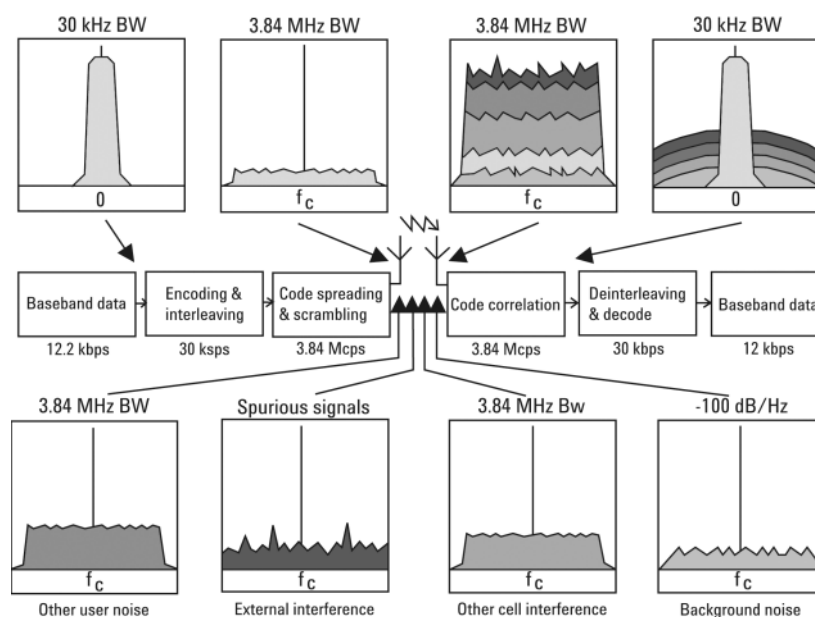 30 kHz BW
3.84 MHz BW
3.84 MHz BW
30 kHz BW
0
fc
fc
0
Baseband data
Encoding &
interleaving
Code spreading
& scrambling
Code correlation
Deinterleaving
& decode
Baseband data
12.2 kbps
30 ksps
3.84 Mcps
3.84 Mcps
30 kbps
12 kbps
3.84 MHz BW
Spurious signals
3.84 MHz Bw
-100 dB/Hz
fc
fc
fc
fc
Other user noise
External interference
Other cell interference
Background noise